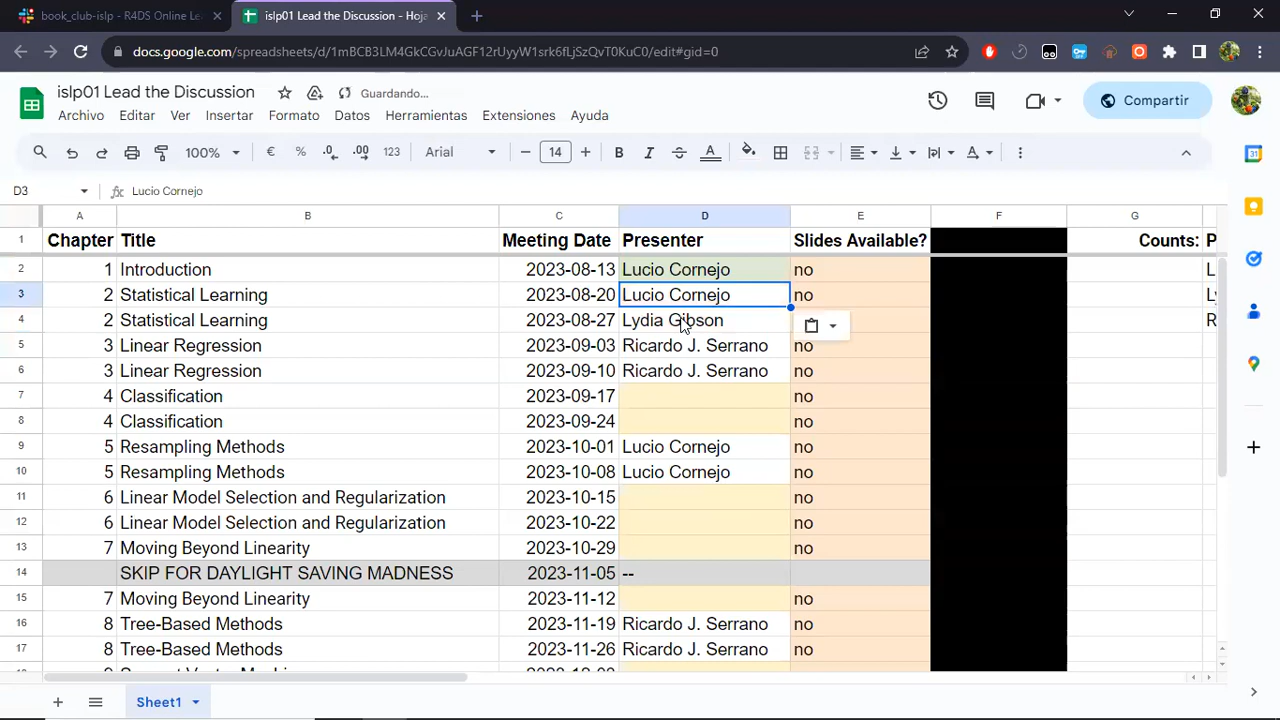 book_club-islp - R4DS Online Le
islp01 Lead the Discussion - Hoja
docs.google.com/spreadsheets/d/1mBCB3LM4GkCGvJuAGF12rUyyW1srk6fLjSzQvT0KuC0/edit#gid=0
islp01 Lead the Discussion
Guardando...
Compartir
Archivo Editar Ver Insertar Formato Datos Herramientas Extensiones Ayuda
100% € % .0 .00 123 Arial 14 B I A
D3 Lucio Cornejo
A B C D E F G
1 Chapter Title Meeting Date Presenter Slides Available? Counts: P
2 1 Introduction 2023-08-13 Lucio Cornejo no L
3 2 Statistical Learning 2023-08-20 Lucio Cornejo no Ly
4 2 Statistical Learning 2023-08-27 Lydia Gibson R
5 3 Linear Regression 2023-09-03 Ricardo J. Serrano no
6 3 Linear Regression 2023-09-10 Ricardo J. Serrano no
7 4 Classification 2023-09-17 no
8 4 Classification 2023-09-24 no
9 5 Resampling Methods 2023-10-01 Lucio Cornejo no
10 5 Resampling Methods 2023-10-08 Lucio Cornejo no
11 6 Linear Model Selection and Regularization 2023-10-15 no
12 6 Linear Model Selection and Regularization 2023-10-22 no
13 7 Moving Beyond Linearity 2023-10-29 no
14 SKIP FOR DAYLIGHT SAVING MADNESS 2023-11-05 --
15 7 Moving Beyond Linearity 2023-11-12 no
16 8 Tree-Based Methods 2023-11-19 Ricardo J. Serrano no
17 8 Tree-Based Methods 2023-11-26 Ricardo J. Serrano no
Sheet1